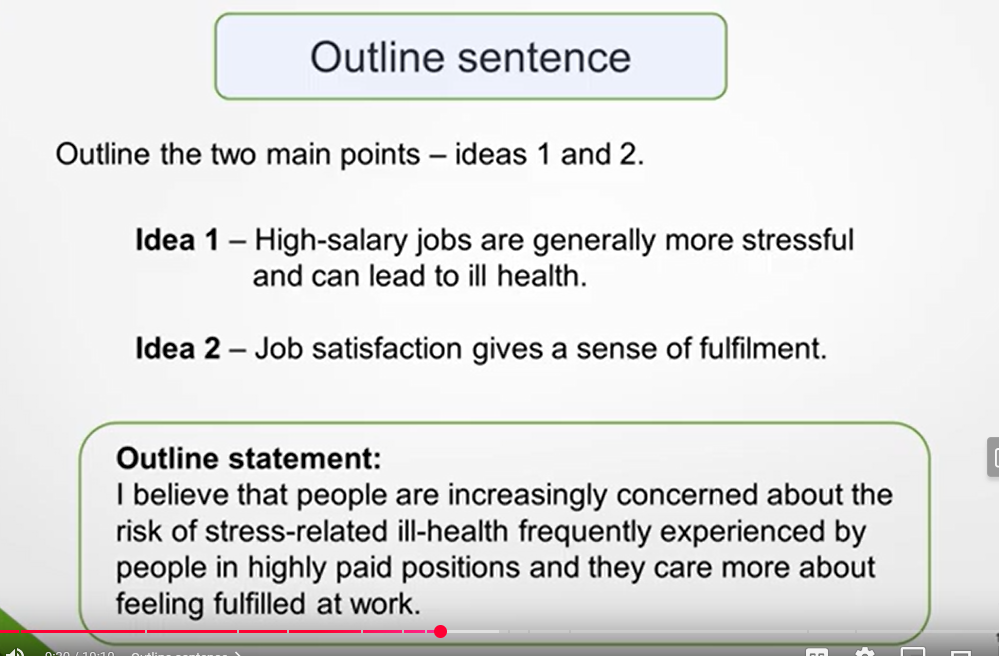 Outline sentence
Outline the two main points – ideas 1 and 2.
Idea 1 – High-salary jobs are generally more stressful
and can lead to ill health.
Idea 2 – Job satisfaction gives a sense of fulfilment.
Outline statement:
I believe that people are increasingly concerned about the
risk of stress-related ill-health frequently experienced by
people in highly paid positions and they care more about
feeling fulfilled at work.
Outline sentence